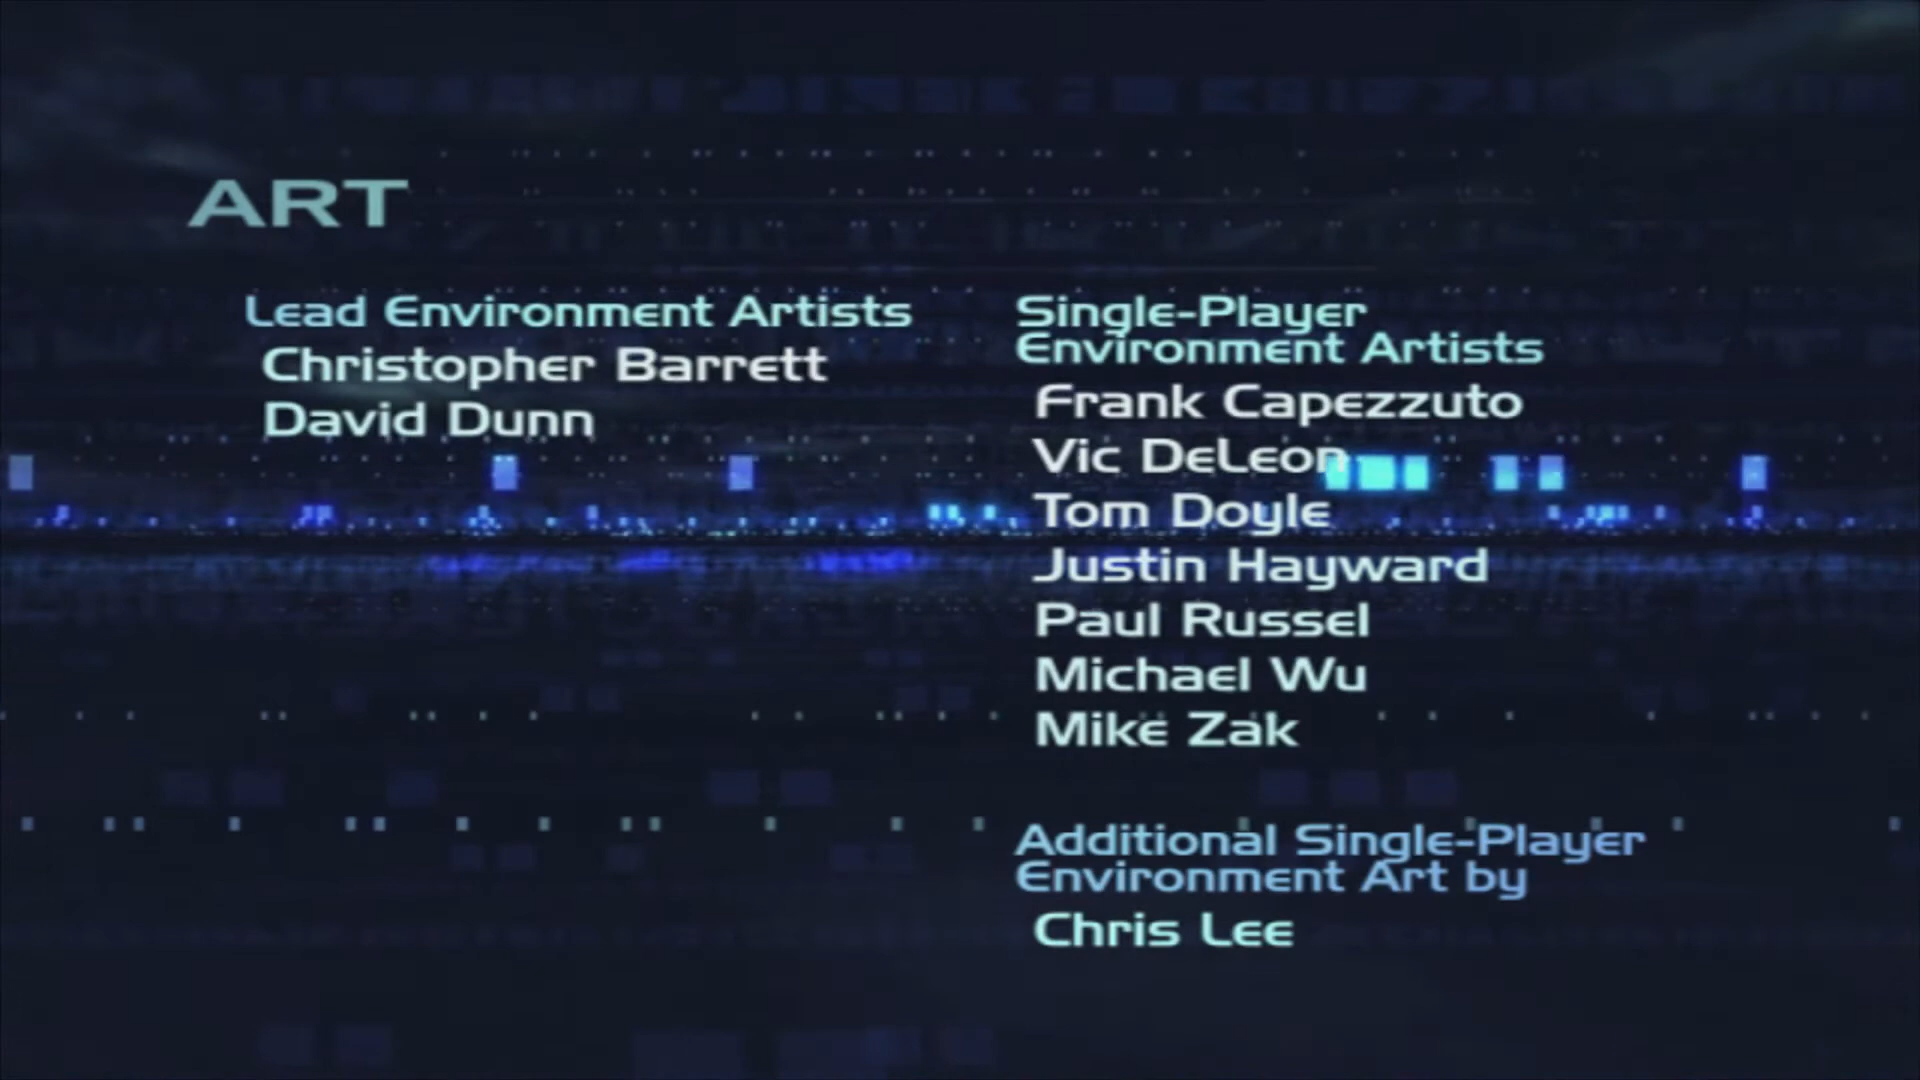 ART
Lead Environment Artists
Christopher Barrett
David Dunn
Single-Player
Environment Artists
Frank Capezzuto
Vic DeLeon
Tom Doyle
Justin Hayward
Paul Russel
Michael Wu
Mike Zak
Additional Single-Player
Environment Art by
Chris Lee